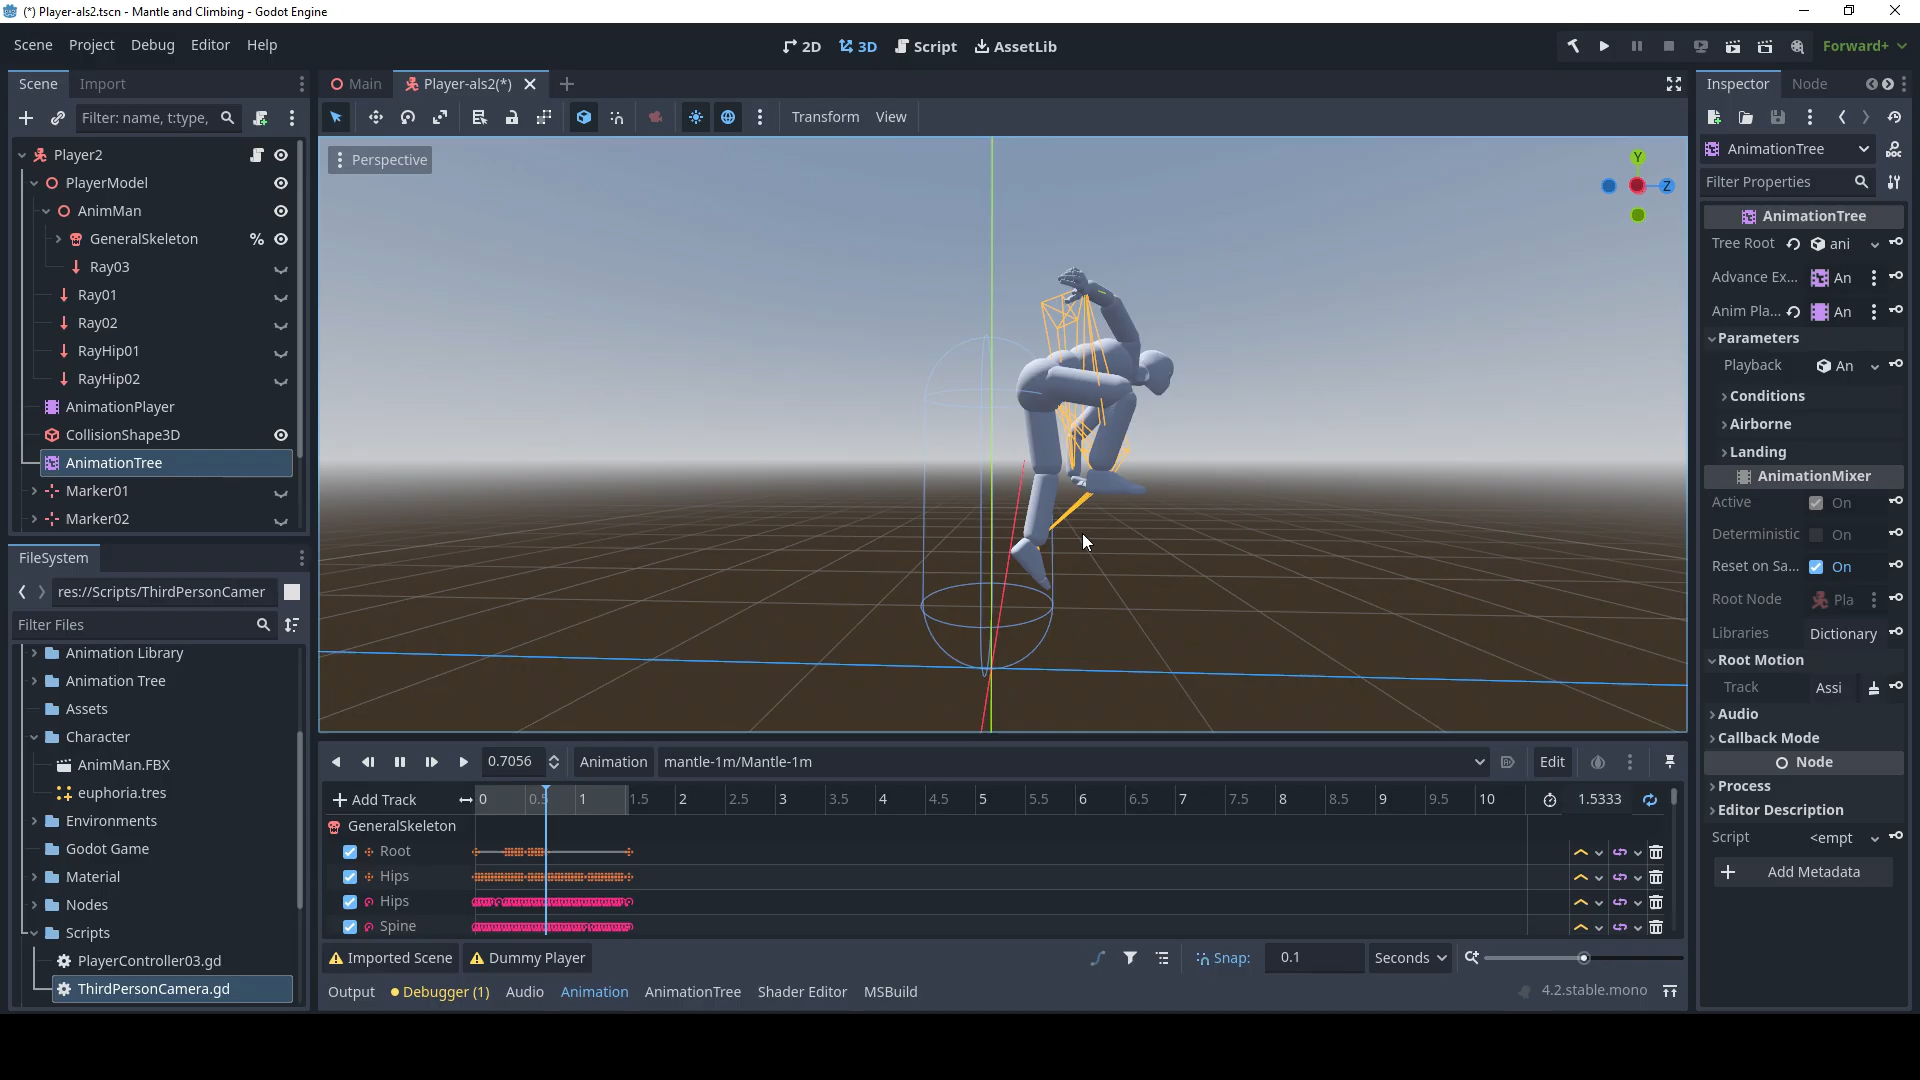 (*) Player-als2.tscn - Mantle and Climbing - Godot Engine
Scene Project Debug Editor Help
2D 3D Script AssetLib
Forward+
Scene Import
Main Player-als2(*)
Inspector Node
Filter: name, t:type,
Transform View
Perspective
Y
Z
Player2
PlayerModel
AnimMan
GeneralSkeleton %
Ray03
Ray01
Ray02
RayHip01
RayHip02
AnimationPlayer
CollisionShape3D
AnimationTree
Marker01
Marker02
FileSystem
res://Scripts/ThirdPersonCamer
Filter Files
Animation Library
Animation Tree
Assets
Character
AnimMan.FBX
euphoria.tres
Environments
Godot Game
Material
Nodes
Scripts
PlayerController03.gd
ThirdPersonCamera.gd
0.7056 Animation mantle-1m/Mantle-1m Edit
Add Track 0 0.5 1 1.5 2 2.5 3 3.5 4 4.5 5 5.5 6 6.5 7 7.5 8 8.5 9 9.5 10 1.5333
GeneralSkeleton
Root
Hips
Hips
Spine
Imported Scene Dummy Player Snap: 0.1 Seconds
Output Debugger (1) Audio Animation AnimationTree Shader Editor MSBuild 4.2.stable.mono
AnimationTree
Filter Properties
AnimationTree
Tree Root ani
Advance Ex... An
Anim Pla... An
Parameters
Playback An
Conditions
Airborne
Landing
AnimationMixer
Active On
Deterministic On
Reset on Sa... On
Root Node Pla
Libraries Dictionary
Root Motion
Track Assi
Audio
Callback Mode
Node
Process
Editor Description
Script <empt
Add Metadata